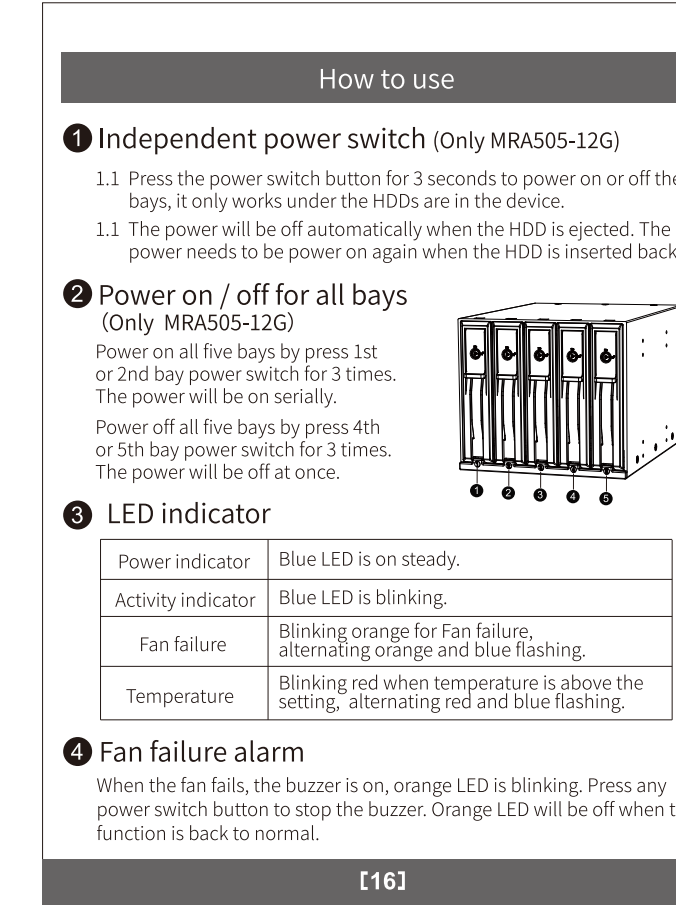 How to use
1 Independent power switch (Only MRA505-12G)
1.1 Press the power switch button for 3 seconds to power on or off the
bays, it only works under the HDDs are in the device.
1.1 The power will be off automatically when the HDD is ejected. The
power needs to be power on again when the HDD is inserted back
2 Power on / off for all bays
(Only MRA505-12G)
Power on all five bays by press 1st
or 2nd bay power switch for 3 times.
The power will be on serially.
Power off all five bays by press 4th
or 5th bay power switch for 3 times.
The power will be off at once.
1 2 3 4 5
3 LED indicator
Power indicator Blue LED is on steady.
Activity indicator Blue LED is blinking.
Fan failure Blinking orange for Fan failure,
alternating orange and blue flashing.
Temperature Blinking red when temperature is above the
setting, alternating red and blue flashing.
4 Fan failure alarm
When the fan fails, the buzzer is on, orange LED is blinking. Press any
power switch button to stop the buzzer. Orange LED will be off when
function is back to normal.
[16]